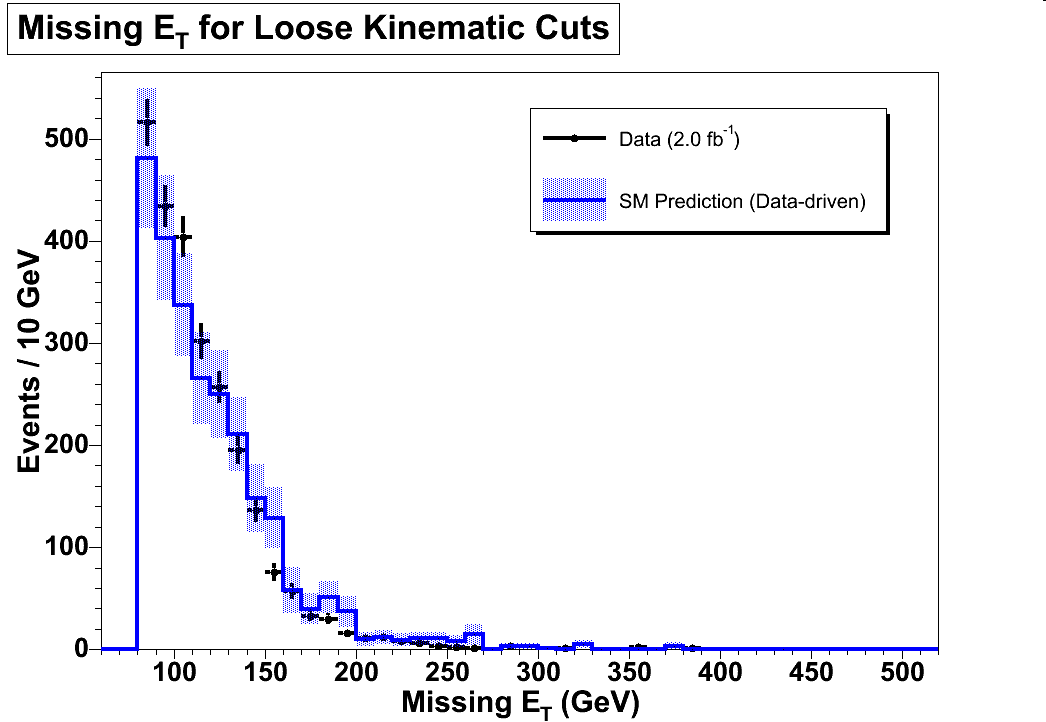 Missing E_T for Loose Kinematic Cuts
Data (2.0 fb^-1)
SM Prediction (Data-driven)
Events / 10 GeV
500
400
300
200
100
0
100 150 200 250 300 350 400 450 500
Missing E_T (GeV)